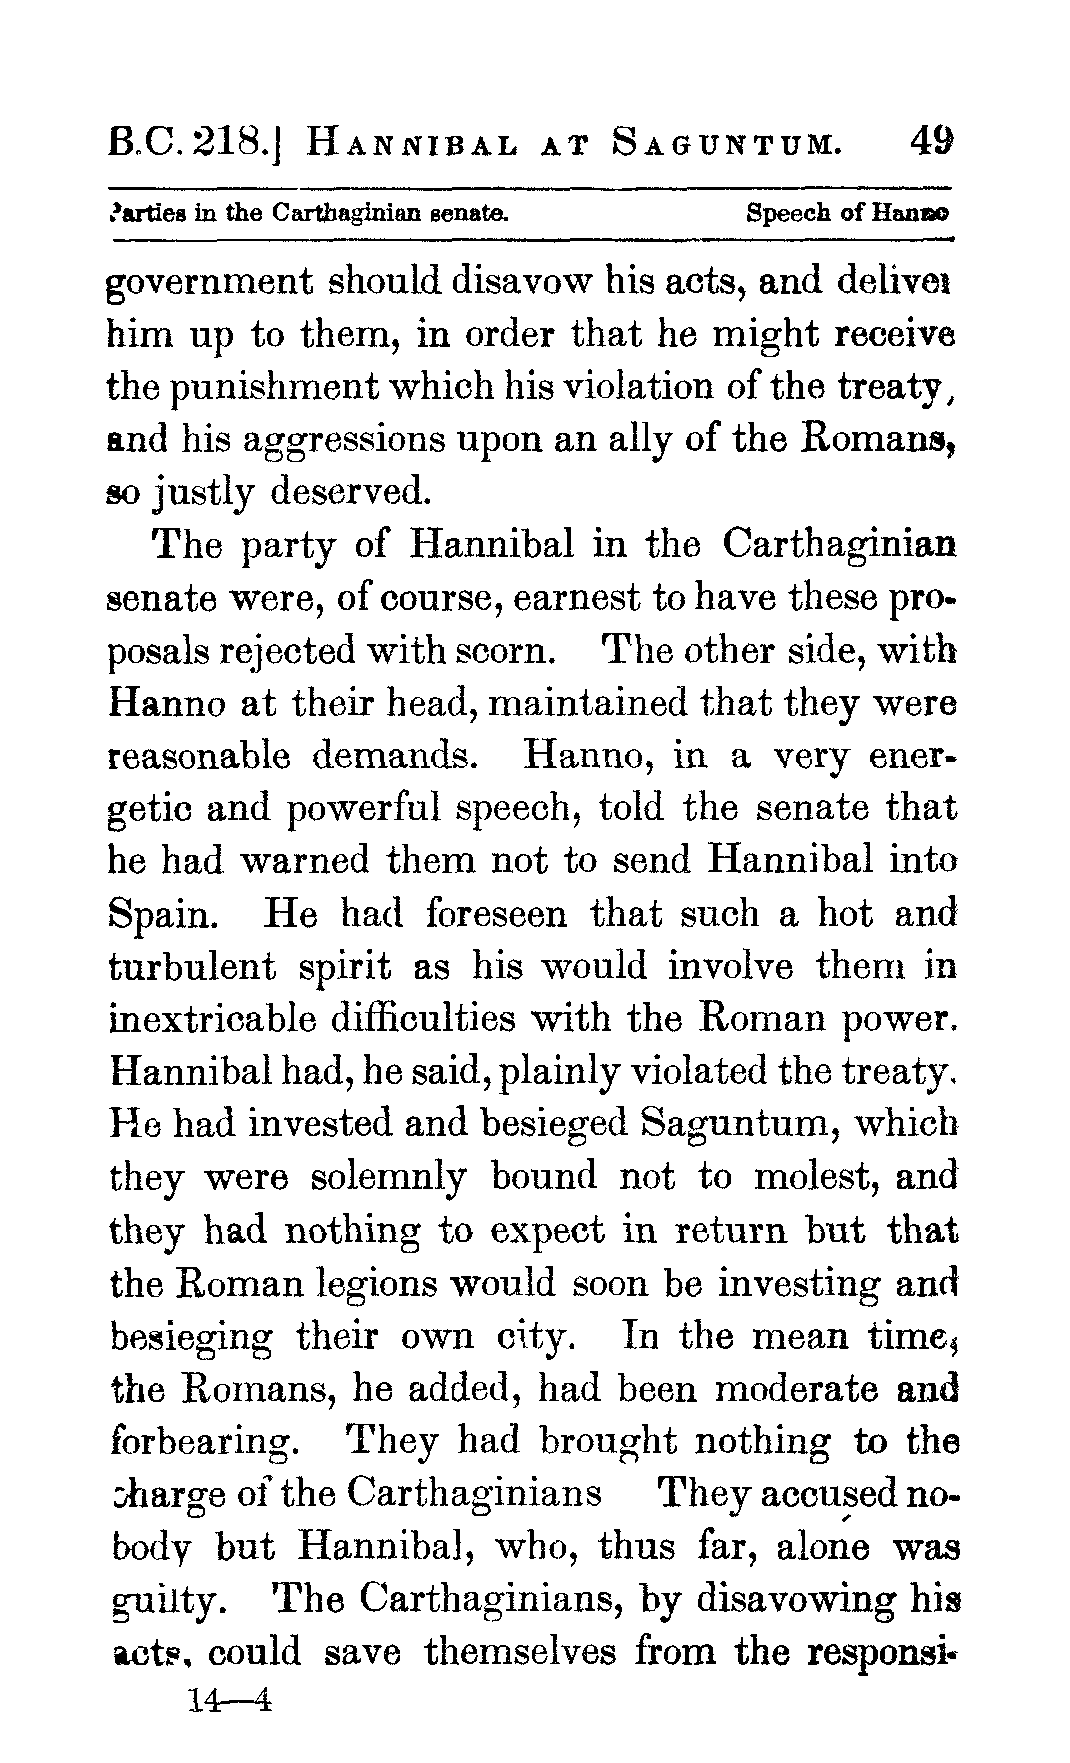 B.C. 218.] HANNIBAL AT SAGUNTUM. 49
Parties in the Carthaginian senate. Speech of Hanno
government should disavow his acts, and deliver
him up to them, in order that he might receive
the punishment which his violation of the treaty,
and his aggressions upon an ally of the Romans,
so justly deserved.
The party of Hannibal in the Carthaginian
senate were, of course, earnest to have these pro-
posals rejected with scorn. The other side, with
Hanno at their head, maintained that they were
reasonable demands. Hanno, in a very ener-
getic and powerful speech, told the senate that
he had warned them not to send Hannibal into
Spain. He had foreseen that such a hot and
turbulent spirit as his would involve them in
inextricable difficulties with the Roman power.
Hannibal had, he said, plainly violated the treaty.
He had invested and besieged Saguntum, which
they were solemnly bound not to molest, and
they had nothing to expect in return but that
the Roman legions would soon be investing and
besieging their own city. In the mean time,
the Romans, he added, had been moderate and
forbearing. They had brought nothing to the
charge of the Carthaginians They accused no-
body but Hannibal, who, thus far, alone was
guilty. The Carthaginians, by disavowing his
acts, could save themselves from the responsi-
14—4